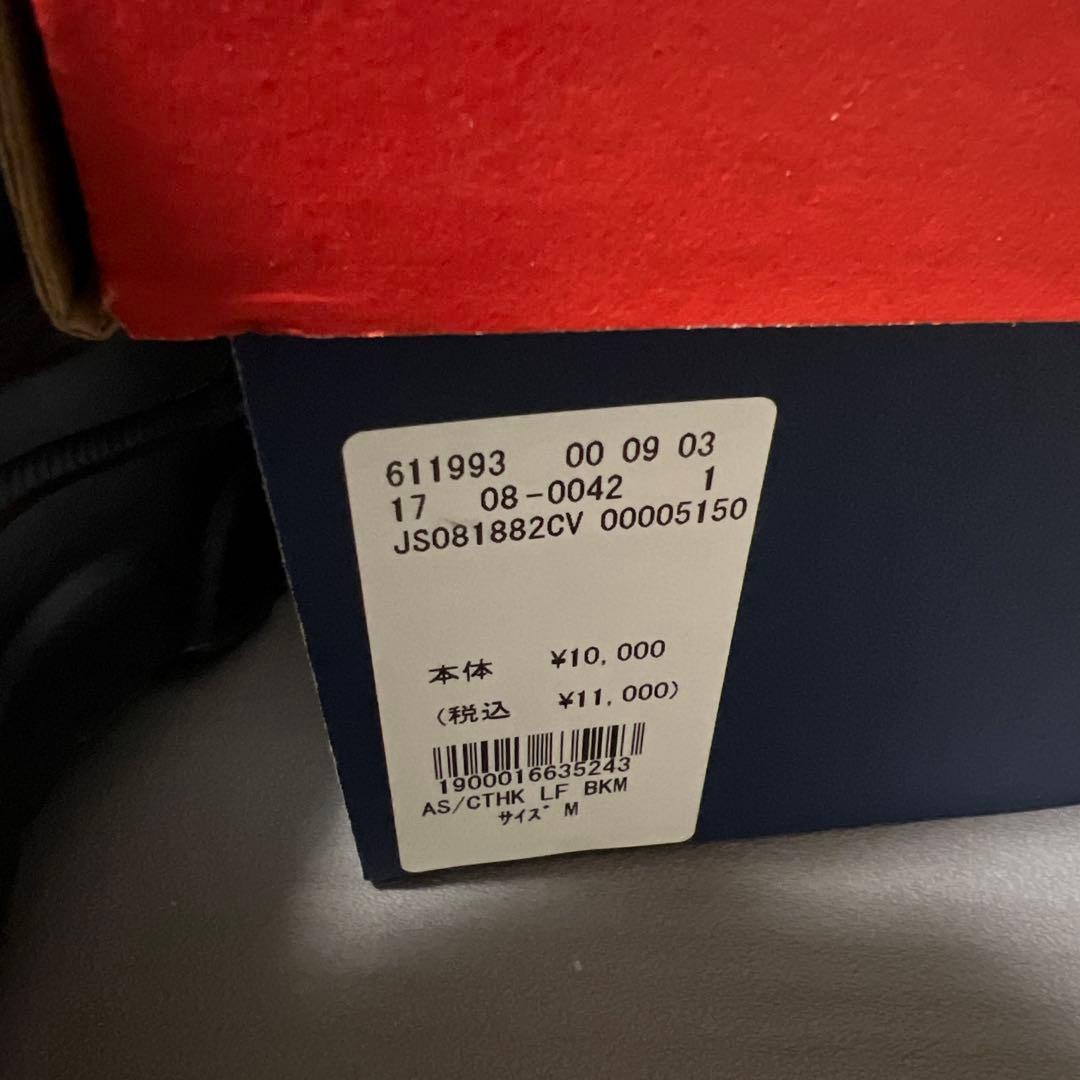 611993 00 09 03
17 08-0042 1
JS081882CV 00005150
本体 ¥10,000
(税込 ¥11,000)
1900016635243
AS/CTHK LF BKM
ｻｲｽﾞ M